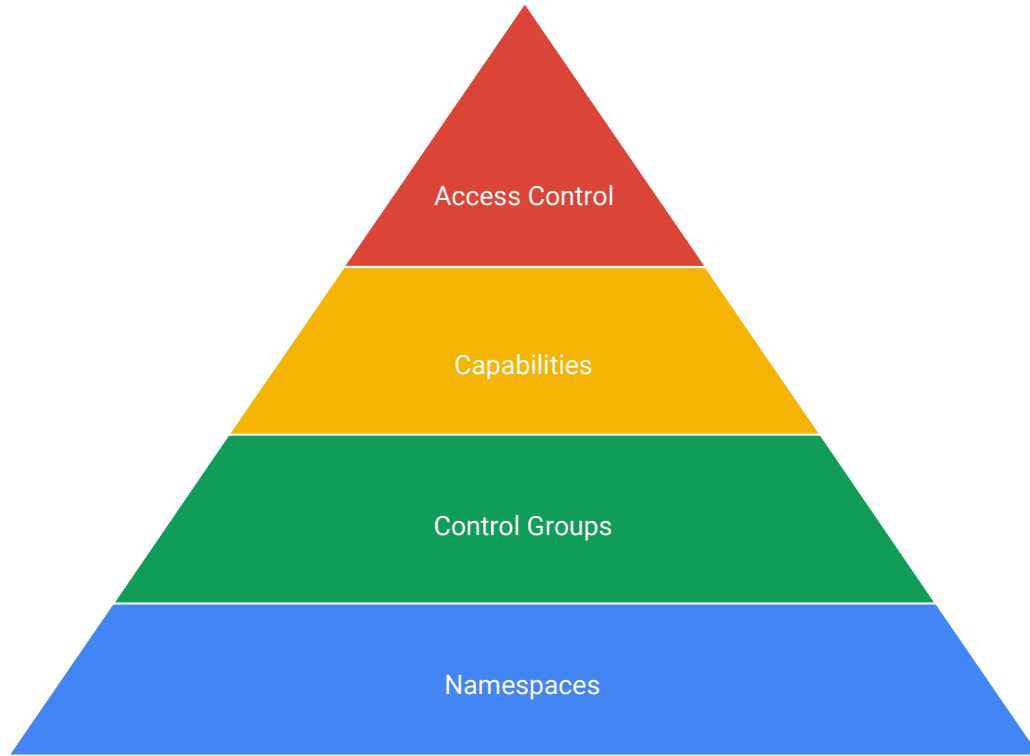 Access Control
Capabilities
Control Groups
Namespaces